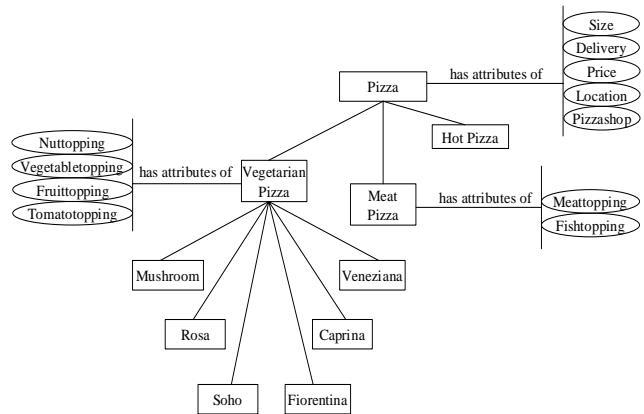 Size
Delivery
Price
Location
Pizzashop
has attributes of
Pizza
Hot Pizza
Nuttopping
Vegetabletopping
Fruittopping
Tomatotopping
has attributes of
Vegetarian
Pizza
Meat
Pizza
has attributes of
Meattopping
Fishtopping
Mushroom
Veneziana
Rosa
Caprina
Soho
Fiorentina